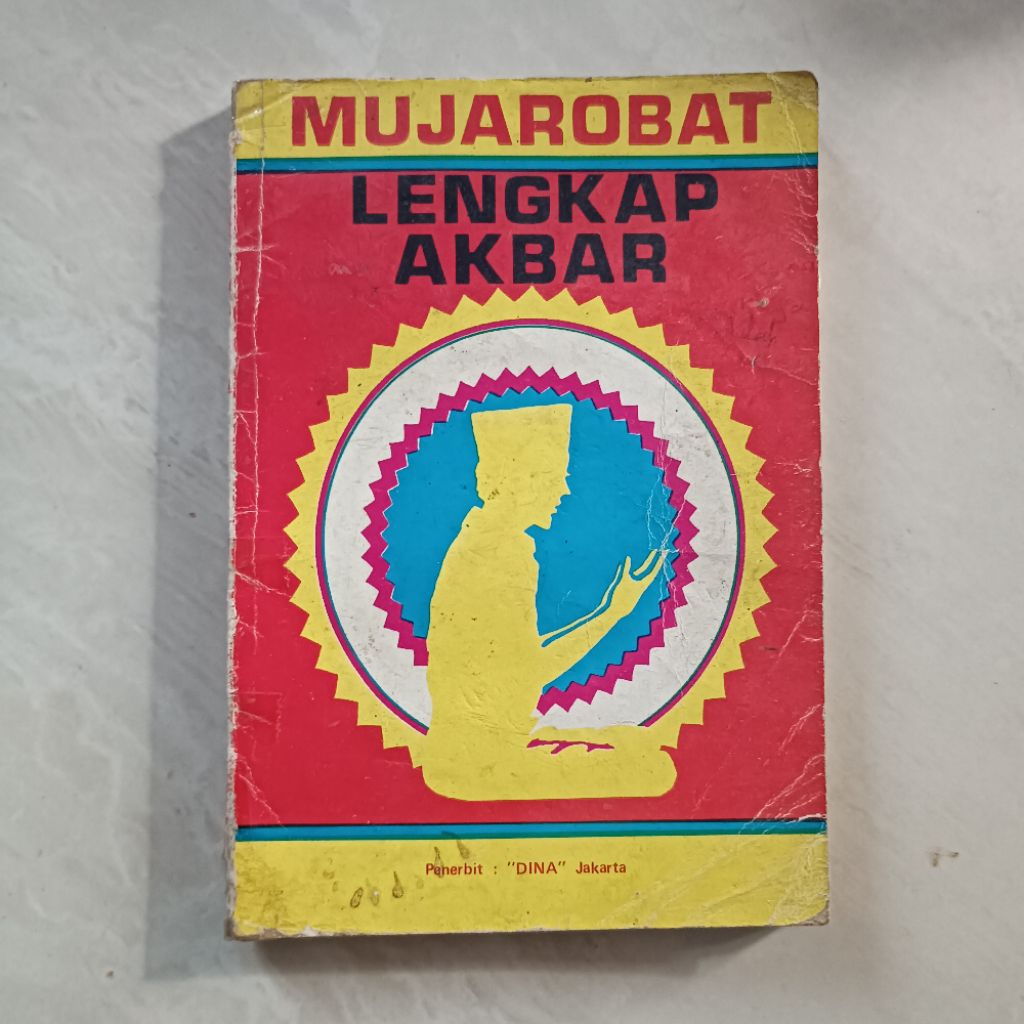 MUJAROBAT
LENGKAP
AKBAR
Penerbit : "DINA" Jakarta